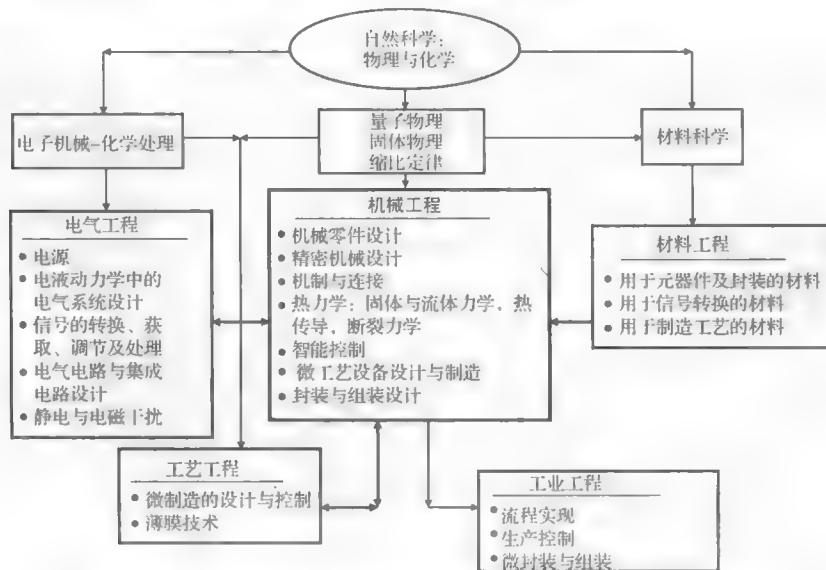 自然科学：
物理与化学
电子机械-化学处理
量子物理
固体物理
缩比定律
材料科学
电气工程
● 电源
● 电液动力学中的
电气系统设计
● 信号的转换、获
取、调节及处理
● 电气电路与集成
电路设计
● 静电与电磁干扰
机械工程
● 机械零件设计
● 精密机械设计
● 机制与连接
● 热力学：固体与流体力学，热
传导，断裂力学
● 智能控制
● 微工艺设备设计与制造
● 封装与组装设计
材料工程
● 用于元器件及封装的材料
● 用于信号转换的材料
● 用于制造工艺的材料
工艺工程
● 微制造的设计与控制
● 薄膜技术
工业工程
● 流程实现
● 生产控制
● 微封装与组装